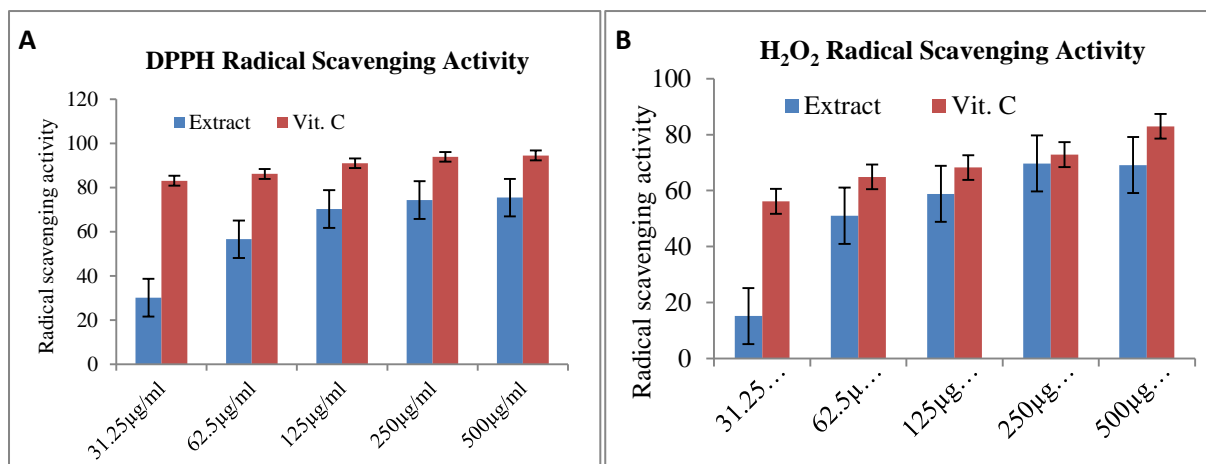 A
DPPH Radical Scavenging Activity
Extract Vit. C
Radical scavenging activity
120
100
80
60
40
20
0
31.25µg/ml
62.5µg/ml
125µg/ml
250µg/ml
500µg/ml
B
H₂O₂ Radical Scavenging Activity
Extract Vit. C
Radical scavenging activity
100
80
60
40
20
0
31.25…
62.5µ…
125µg…
250µg…
500µg…